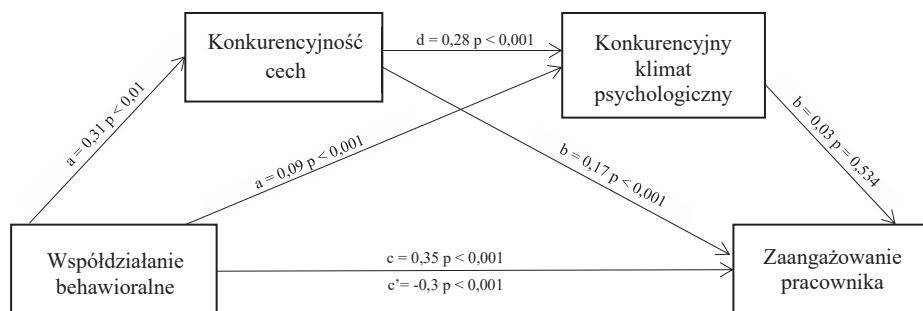 Konkurencyjność
cech
d = 0,28 p < 0,001
Konkurencyjny
klimat
psychologiczny
a = 0,31 p < 0,01
a = 0,09 p < 0,001
b = 0,17 p < 0,001
b = 0,03 p = 0,534
Współdziałanie
behawioralne
c = 0,35 p < 0,001
c’= -0,3 p < 0,001
Zaangażowanie
pracownika